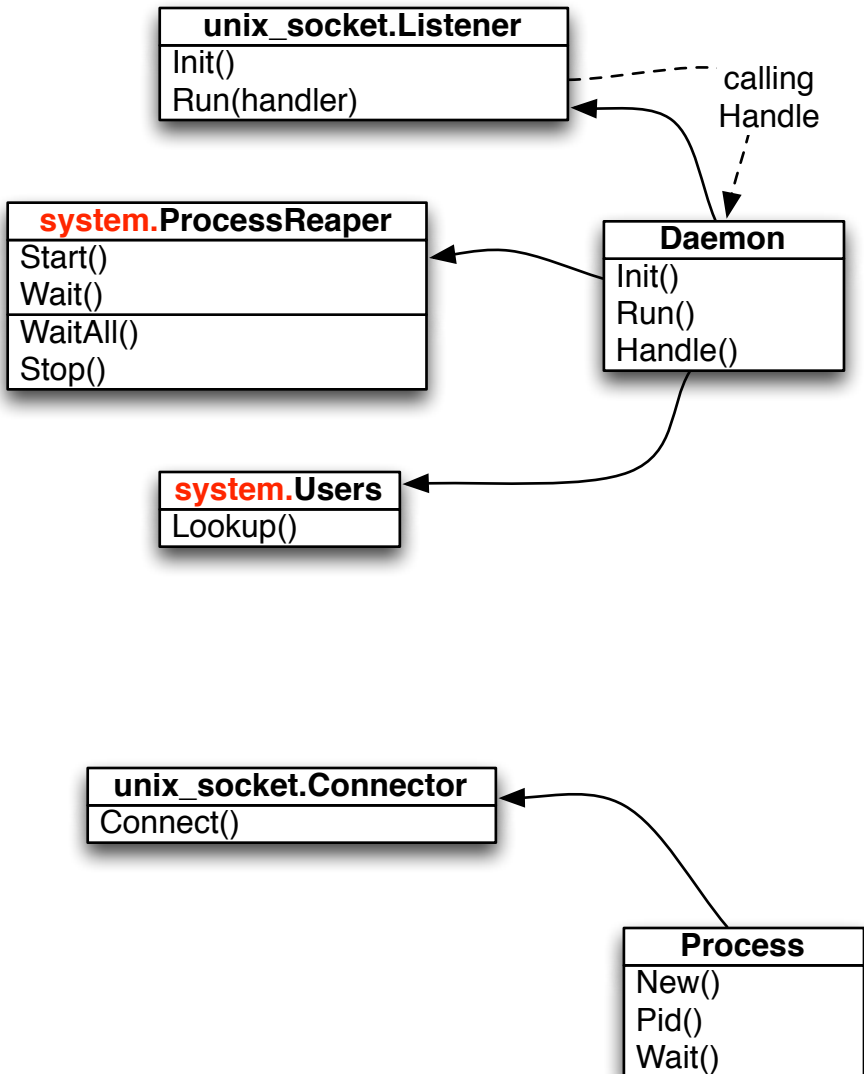 unix_socket.Listener
Init()
Run(handler)
calling
Handle
system.ProcessReaper
Start()
Wait()
WaitAll()
Stop()
Daemon
Init()
Run()
Handle()
system.Users
Lookup()
unix_socket.Connector
Connect()
Process
New()
Pid()
Wait()